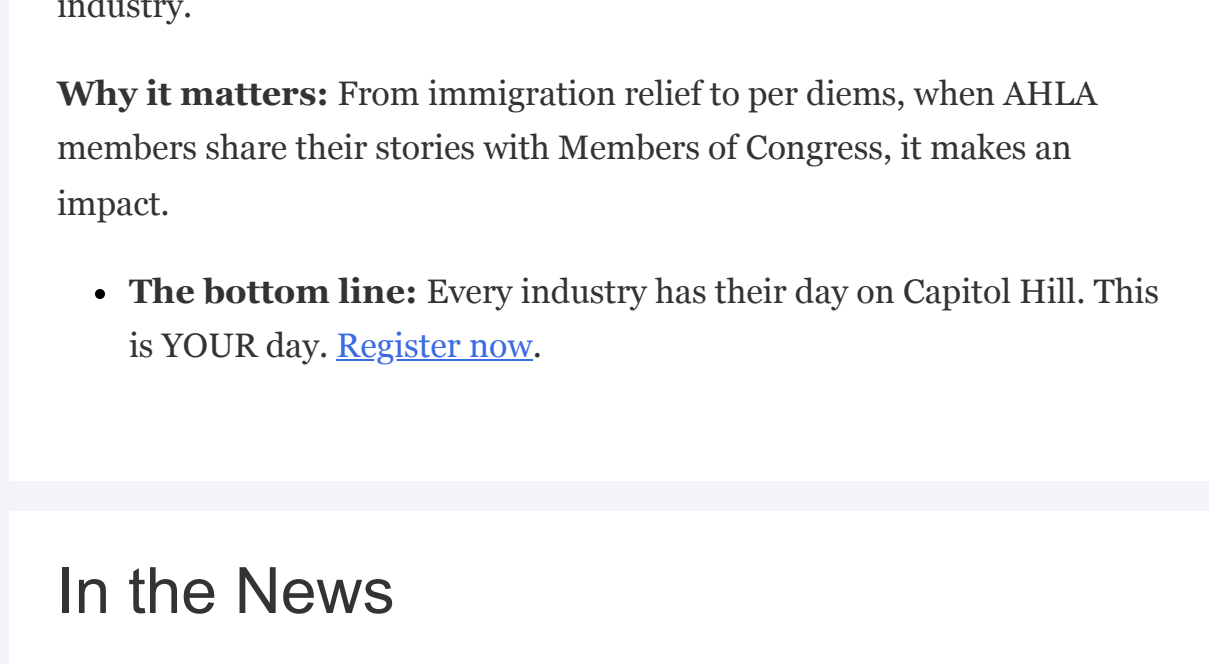 industry.
Why it matters: From immigration relief to per diems, when AHLA
members share their stories with Members of Congress, it makes an
impact.
• The bottom line: Every industry has their day on Capitol Hill. This
is YOUR day. Register now.
In the News